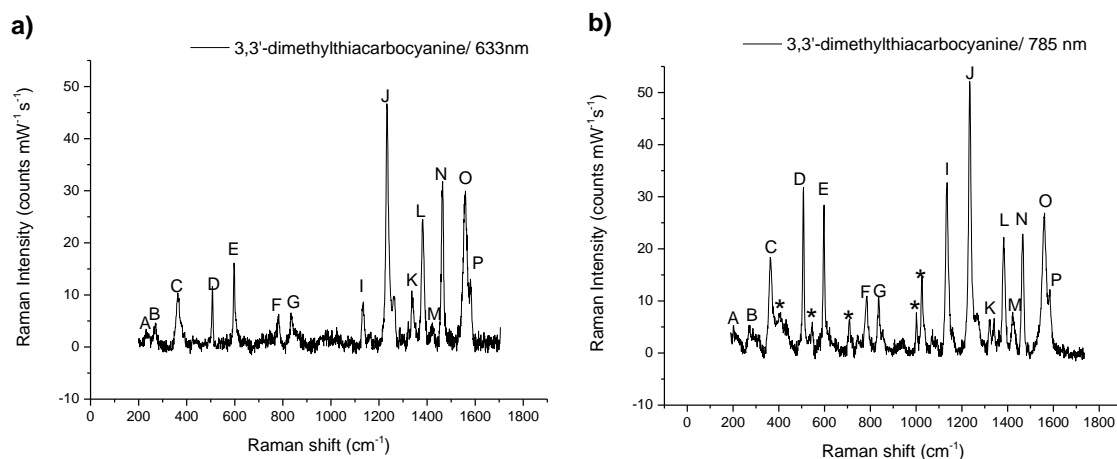 a)
3,3'-dimethylthiacarbocyanine/ 633nm
Raman Intensity (counts mW⁻¹s⁻¹)
50
40
30
20
10
0
-10
A
B
C
D
E
F
G
I
J
K
L
M
N
O
P
0 200 400 600 800 1000 1200 1400 1600 1800
Raman shift (cm⁻¹)
b)
3,3'-dimethylthiacarbocyanine/ 785 nm
Raman Intensity (counts mW⁻¹s⁻¹)
50
40
30
20
10
0
-10
A
B
C
*
D
*
E
*
F
G
*
*
I
J
K
L
M
N
O
P
0 200 400 600 800 1000 1200 1400 1600 1800
Raman shift (cm⁻¹)